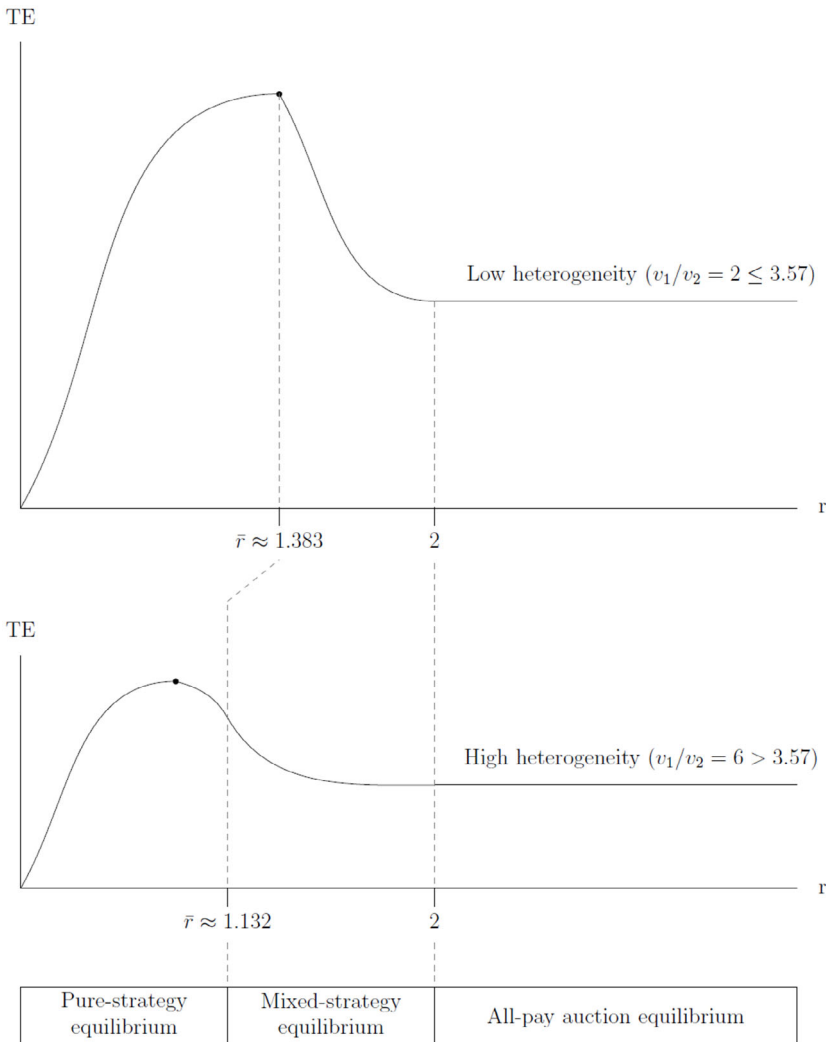 TE
Low heterogeneity (v₁/v₂ = 2 ≤ 3.57)
r
r̄ ≈ 1.383
2
TE
High heterogeneity (v₁/v₂ = 6 > 3.57)
r
r̄ ≈ 1.132
2
Pure-strategy
equilibrium
Mixed-strategy
equilibrium
All-pay auction equilibrium